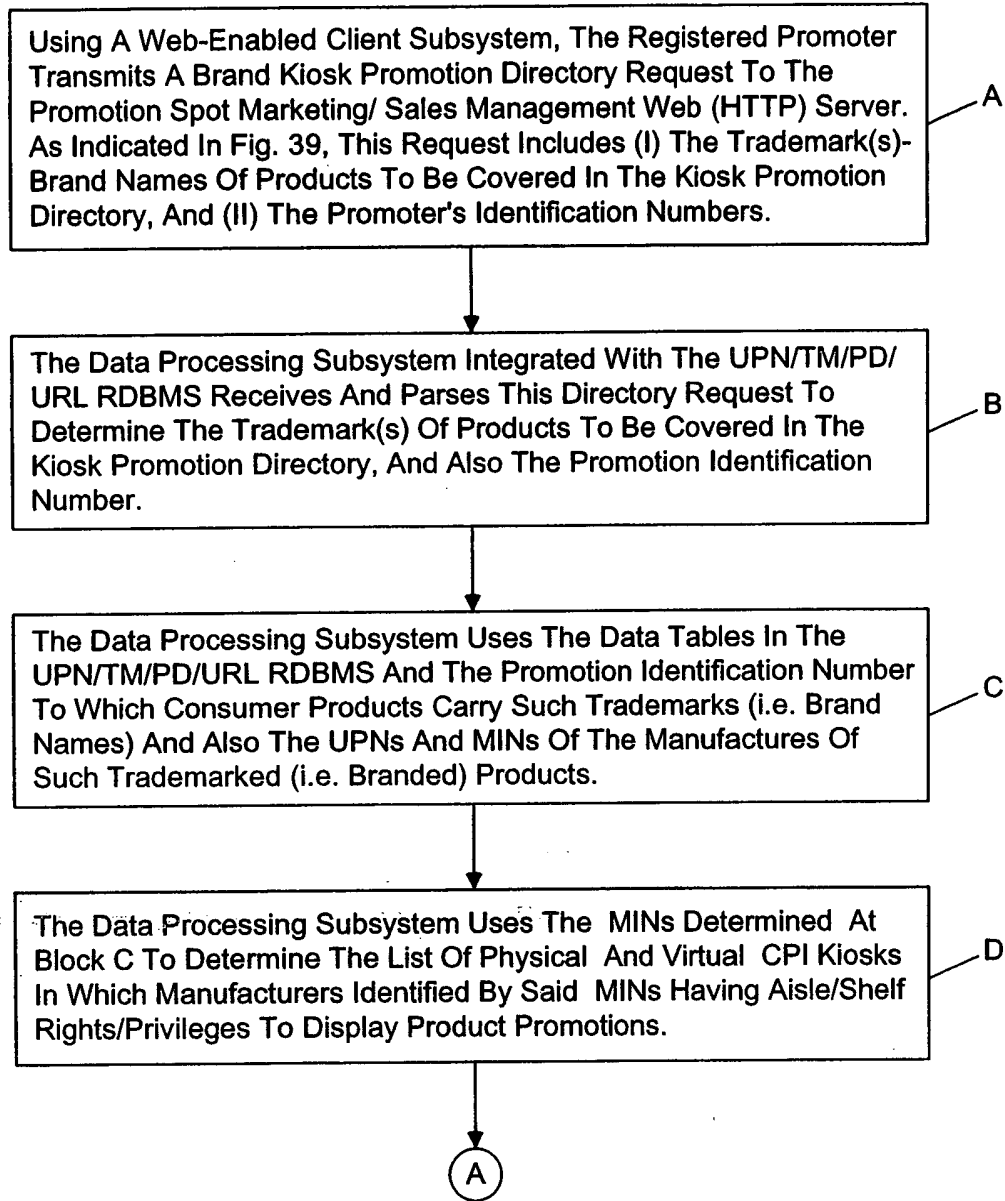 Using A Web-Enabled Client Subsystem, The Registered Promoter
Transmits A Brand Kiosk Promotion Directory Request To The
Promotion Spot Marketing/ Sales Management Web (HTTP) Server.
As Indicated In Fig. 39, This Request Includes (I) The Trademark(s)-
Brand Names Of Products To Be Covered In The Kiosk Promotion
Directory, And (II) The Promoter's Identification Numbers.
A
The Data Processing Subsystem Integrated With The UPN/TM/PD/
URL RDBMS Receives And Parses This Directory Request To
Determine The Trademark(s) Of Products To Be Covered In The
Kiosk Promotion Directory, And Also The Promotion Identification
Number.
B
The Data Processing Subsystem Uses The Data Tables In The
UPN/TM/PD/URL RDBMS And The Promotion Identification Number
To Which Consumer Products Carry Such Trademarks (i.e. Brand
Names) And Also The UPNs And MINs Of The Manufactures Of
Such Trademarked (i.e. Branded) Products.
C
The Data Processing Subsystem Uses The MINs Determined At
Block C To Determine The List Of Physical And Virtual CPI Kiosks
In Which Manufacturers Identified By Said MINs Having Aisle/Shelf
Rights/Privileges To Display Product Promotions.
D
A